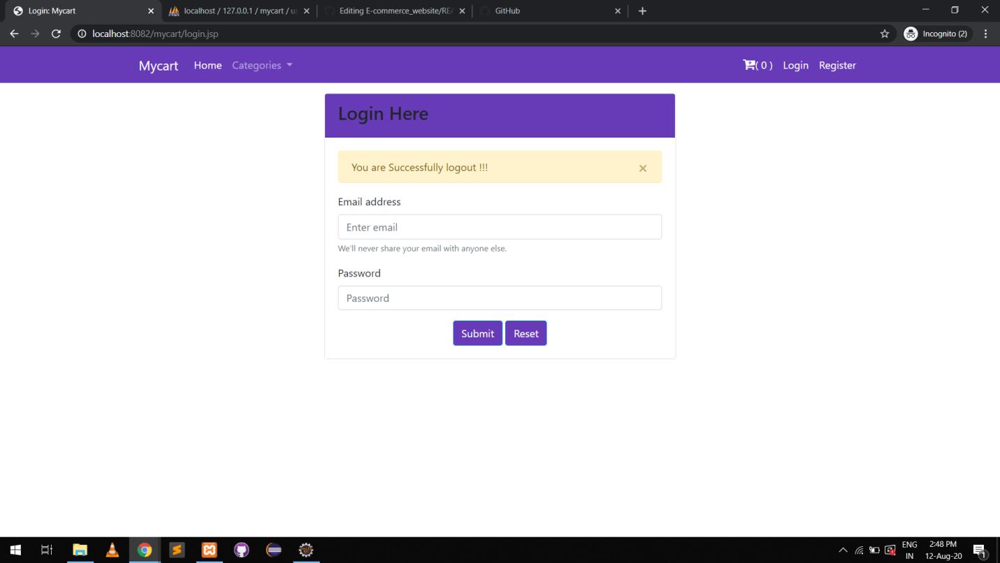 Login: Mycart
localhost / 127.0.0.1 / mycart / us
Editing E-commerce_website/REA
GitHub
localhost:8082/mycart/login.jsp
Incognito (2)
Mycart
Home
Categories
( 0 )
Login
Register
Login Here
You are Successfully logout !!!
×
Email address
Enter email
We'll never share your email with anyone else.
Password
Password
Submit
Reset
ENG
IN
2:48 PM
12-Aug-20
1